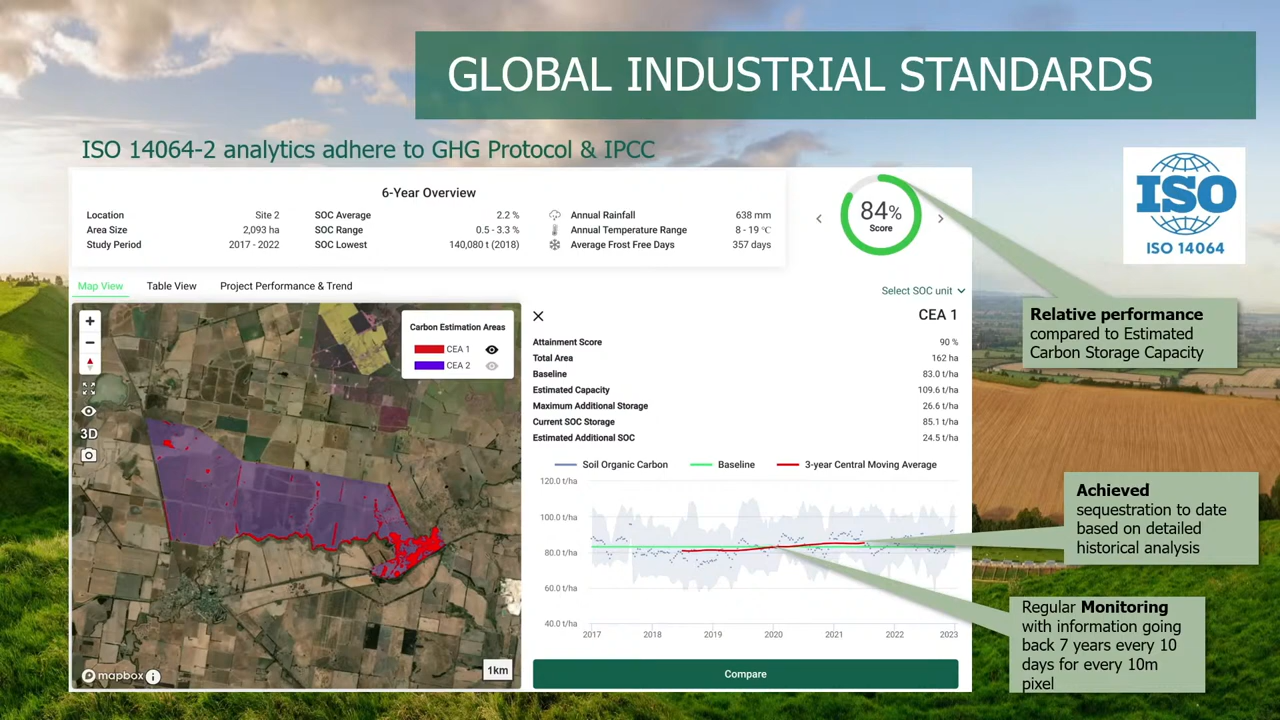 GLOBAL INDUSTRIAL STANDARDS
ISO 14064-2 analytics adhere to GHG Protocol & IPCC
6-Year Overview
Location Site 2
Area Size 2,093 ha
Study Period 2017 - 2022
SOC Average 2.2 %
SOC Range 0.5 - 3.3 %
SOC Lowest 140,080 t (2018)
Annual Rainfall 638 mm
Annual Temperature Range 8 - 19 °C
Average Frost Free Days 357 days
84%
Score
ISO
ISO 14064
Map View Table View Project Performance & Trend
Select SOC unit
Carbon Estimation Areas
CEA 1
CEA 2
3D
mapbox
1km
CEA 1
Attainment Score 90 %
Total Area 162 ha
Baseline 83.0 t/ha
Estimated Capacity 109.6 t/ha
Maximum Additional Storage 26.6 t/ha
Current SOC Storage 85.1 t/ha
Estimated Additional SOC 24.5 t/ha
Soil Organic Carbon Baseline 3-year Central Moving Average
120.0 t/ha
100.0 t/ha
80.0 t/ha
60.0 t/ha
40.0 t/ha
2017 2018 2019 2020 2021 2022 2023
Compare
Relative performance
compared to Estimated
Carbon Storage Capacity
Achieved
sequestration to date
based on detailed
historical analysis
Regular Monitoring
with information going
back 7 years every 10
days for every 10m
pixel